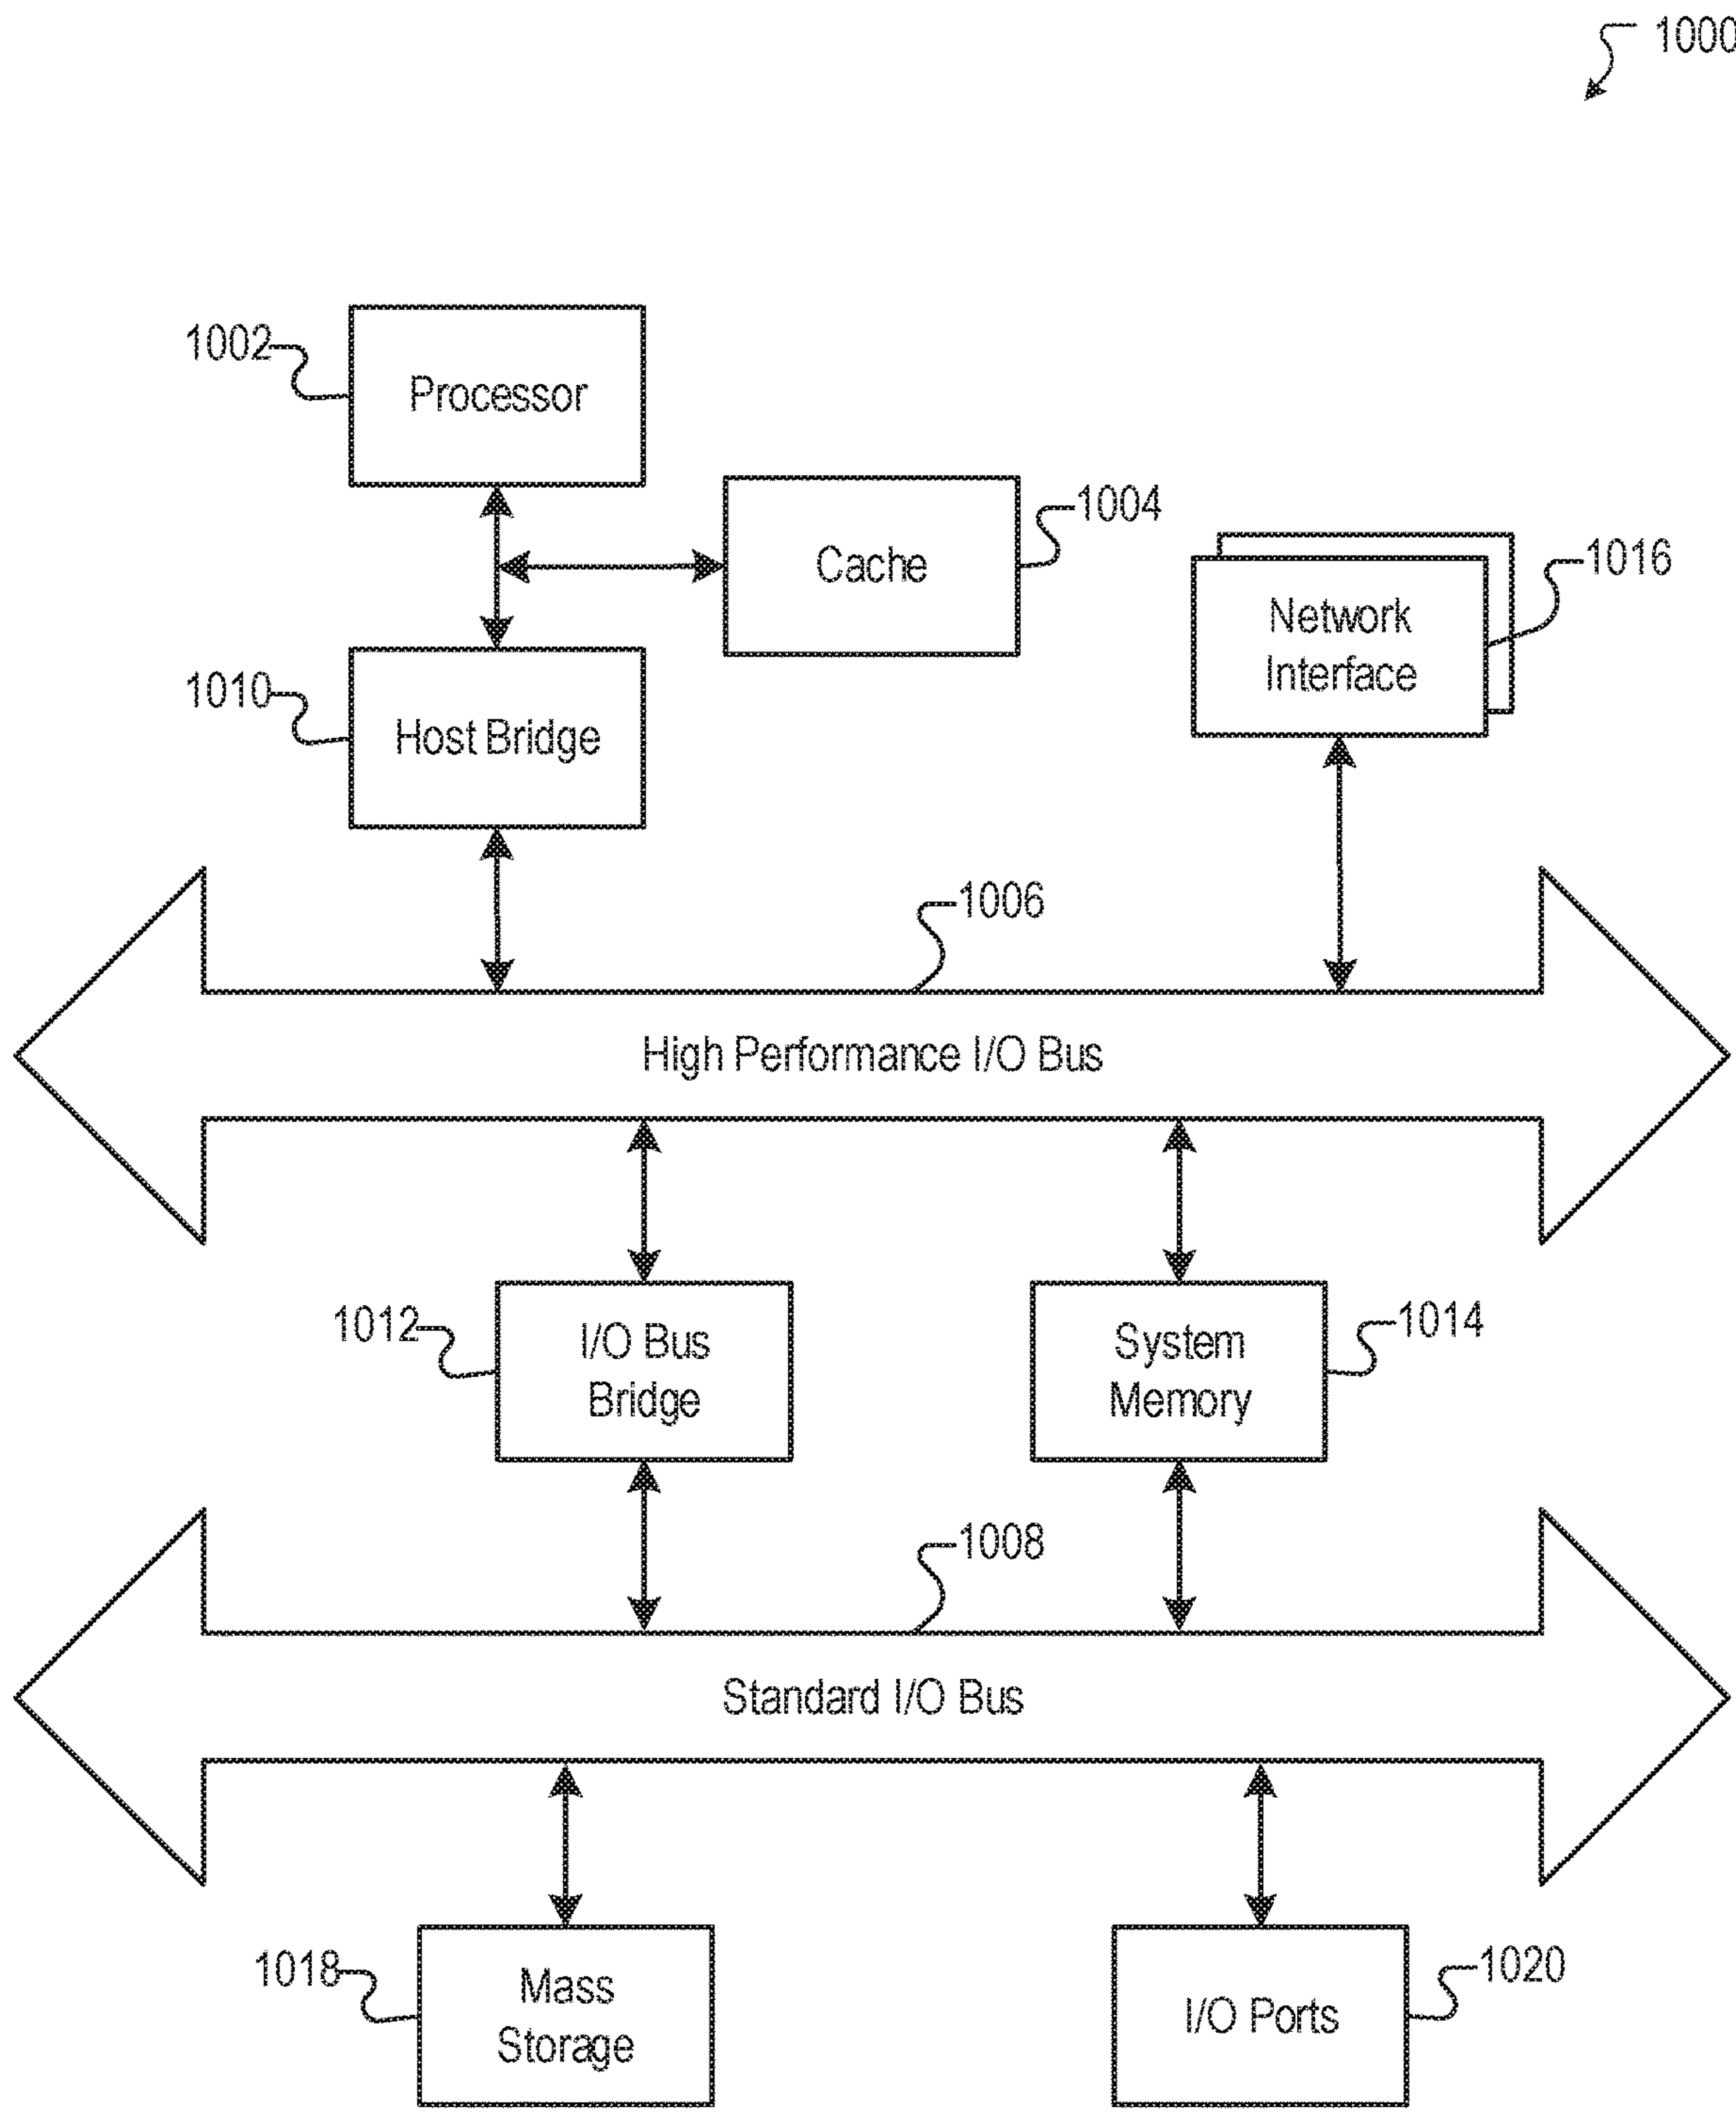 1000
1002
Processor
1004
Cache
1016
Network
Interface
1010
Host Bridge
1006
High Performance I/O Bus
1012
I/O Bus
Bridge
1014
System
Memory
1008
Standard I/O Bus
1018
Mass
Storage
1020
I/O Ports